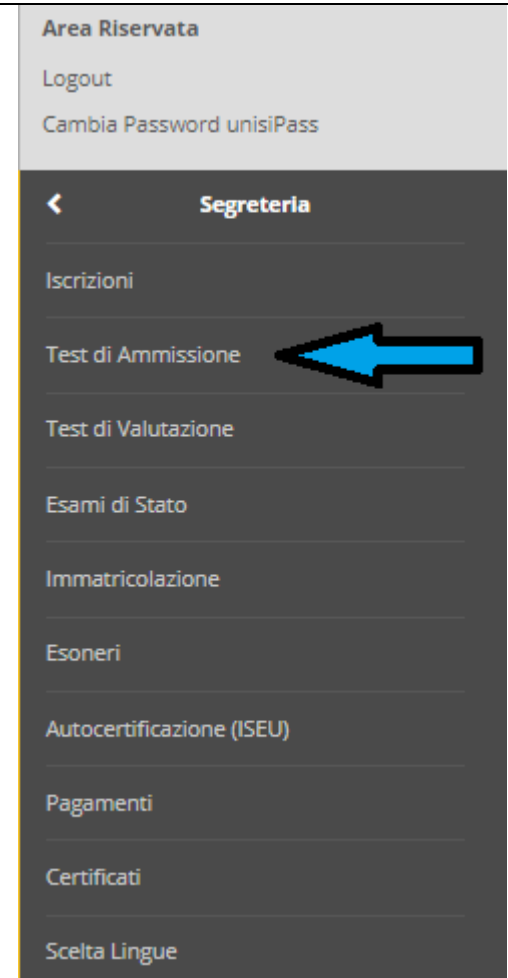 Area Riservata
Logout
Cambia Password unisiPass
Segreteria
Iscrizioni
Test di Ammissione
Test di Valutazione
Esami di Stato
Immatricolazione
Esoneri
Autocertificazione (ISEU)
Pagamenti
Certificati
Scelta Lingue